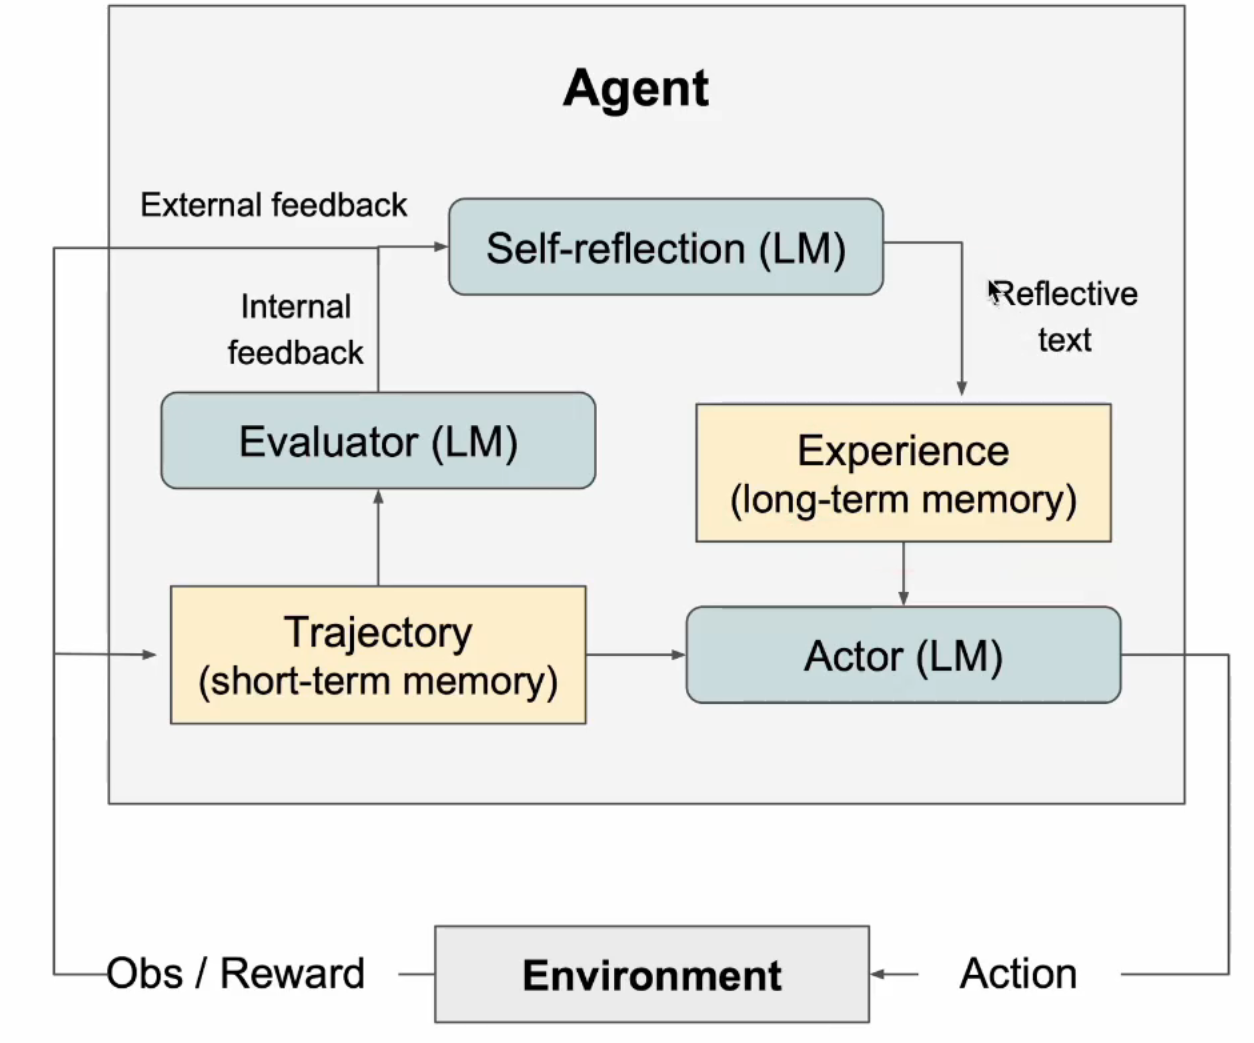 Agent
External feedback
Self-reflection (LM)
Internal
feedback
Reflective
text
Evaluator (LM)
Experience
(long-term memory)
Trajectory
(short-term memory)
Actor (LM)
Obs / Reward
Environment
Action